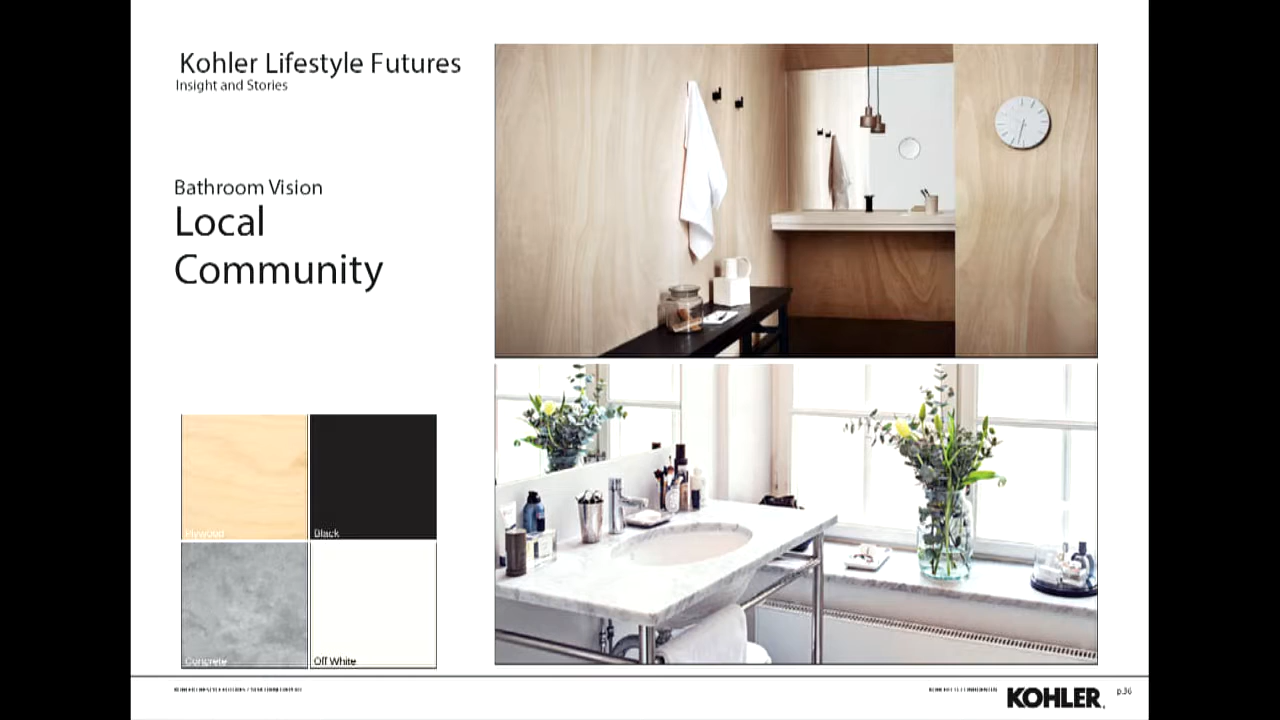 Kohler Lifestyle Futures
Insight and Stories
Bathroom Vision
Local
Community
Plywood
Black
Concrete
Off White
KOHLER.
p.36